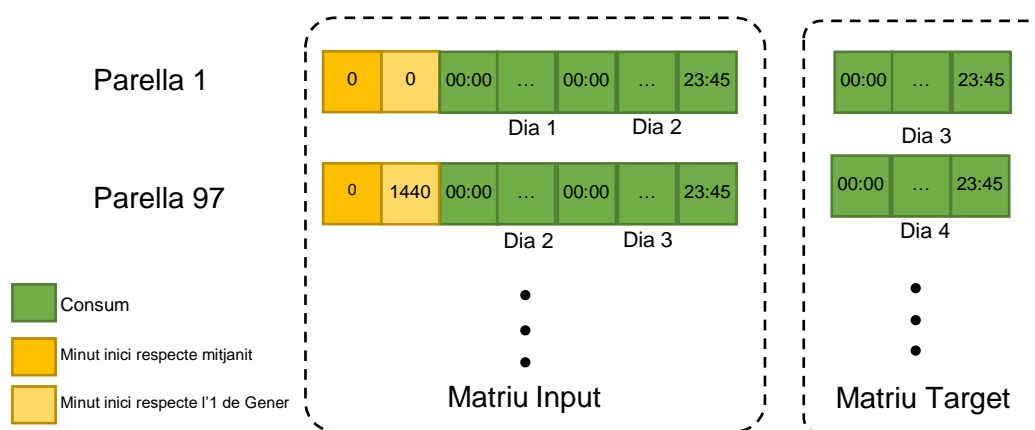 Parella 1
0 0 00:00 … 00:00 … 23:45
00:00 … 23:45
Dia 1 Dia 2
Dia 3
Parella 97
0 1440 00:00 … 00:00 … 23:45
00:00 … 23:45
Dia 2 Dia 3
Dia 4
Consum
Minut inici respecte mitjanit
Minut inici respecte l’1 de Gener
Matriu Input
Matriu Target